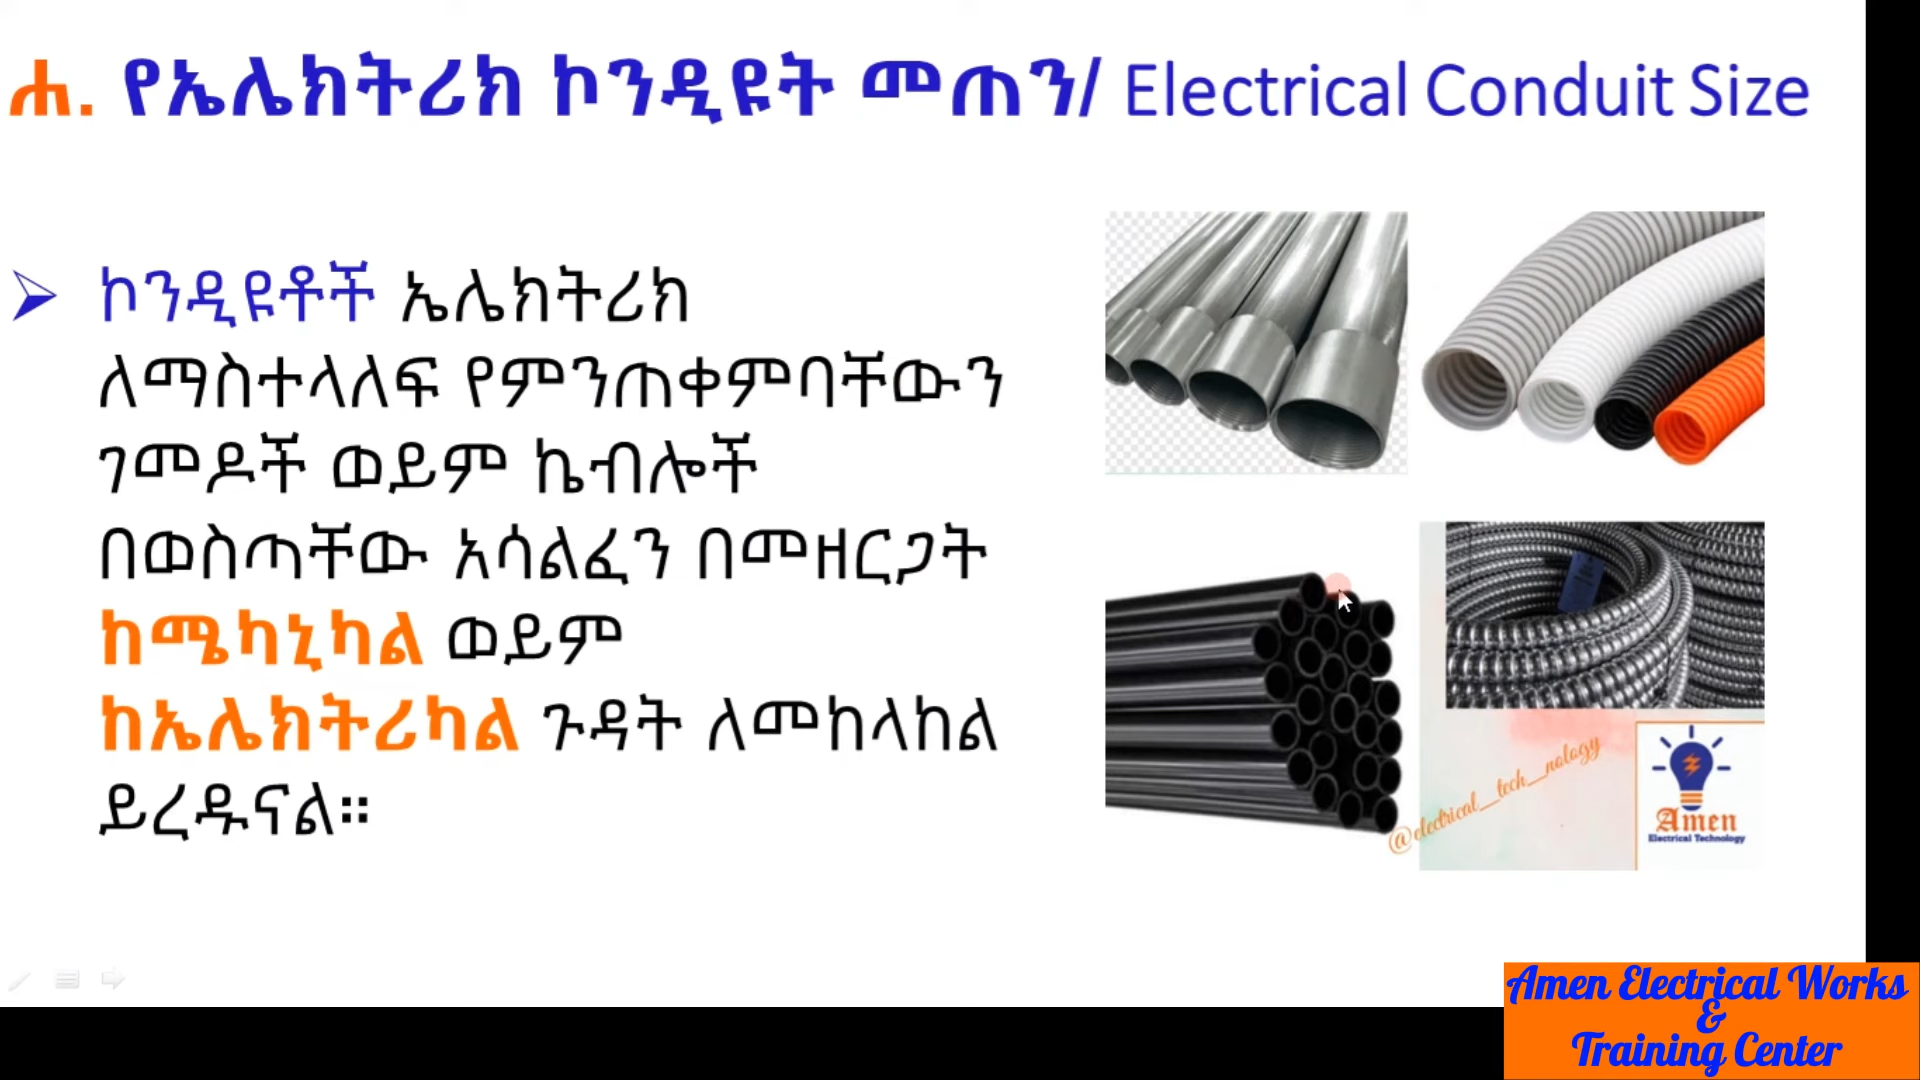 ሐ. የኤሌክትሪክ ኮንዲዩት መጠን/ Electrical Conduit Size
➢ ኮንዲዩቶች ኤሌክትሪክ
ለማስተላለፍ የምንጠቀምባቸውን
ገመዶች ወይም ኬብሎች
በወስጣቸው አሳልፈን በመዘርጋት
ከሜካኒካል ወይም
ከኤሌክትሪካል ጉዳት ለመከላከል
ይረዱናል።
@electrical_tech_nology
Amen
Electrical Technology
Amen Electrical Works
&
Training Center